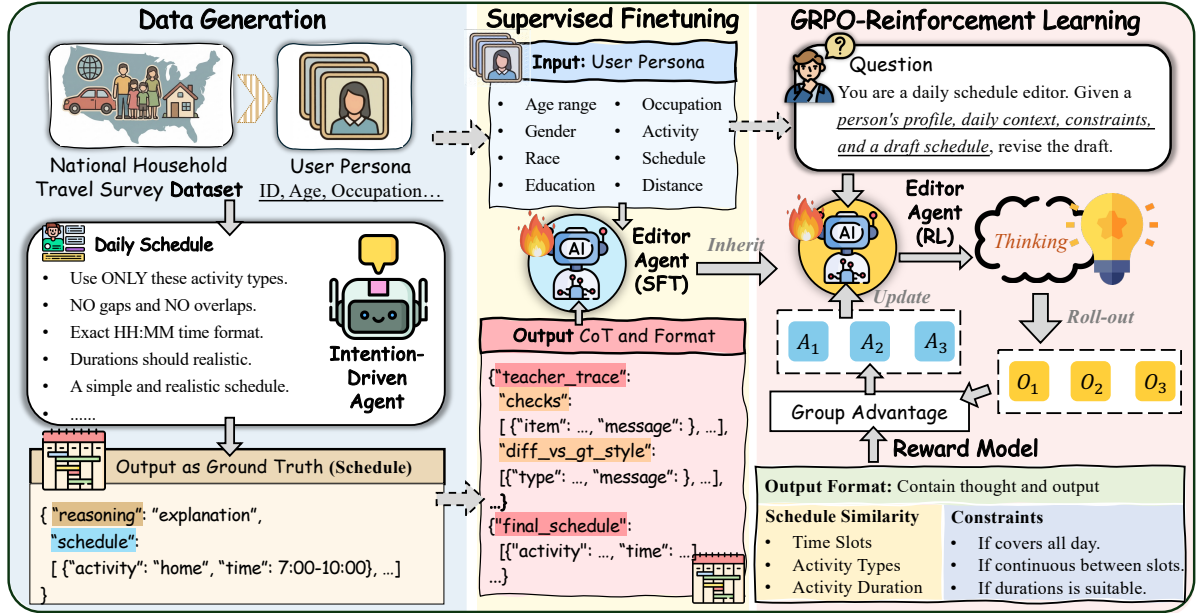 Data Generation
National Household
Travel Survey Dataset
User Persona
ID, Age, Occupation…
Daily Schedule
• Use ONLY these activity types.
• NO gaps and NO overlaps.
• Exact HH:MM time format.
• Durations should realistic.
• A simple and realistic schedule.
• ......
Intention-
Driven
Agent
Output as Ground Truth (Schedule)
{ “reasoning”: “explanation”,
“schedule”:
[ {“activity”: “home”, “time”: 7:00-10:00}, …]
}
Supervised Finetuning
Input: User Persona
• Age range
• Gender
• Race
• Education
• Occupation
• Activity
• Schedule
• Distance
AI
Editor
Agent
(SFT)
Inherit
Output CoT and Format
{“teacher_trace”:
“checks”:
[ {“item”: …, “message”: }, …],
“diff_vs_gt_style”:
[{“type”: …, “message”: }, …],
…}
{“final_schedule”:
[{"activity”: …, “time”: …]
…}
GRPO-Reinforcement Learning
?
Question
You are a daily schedule editor. Given a
person's profile, daily context, constraints,
and a draft schedule, revise the draft.
AI
Editor
Agent
(RL)
Thinking
Update
Roll-out
A1 A2 A3
O1 O2 O3
Group Advantage
Reward Model
Output Format: Contain thought and output
Schedule Similarity
• Time Slots
• Activity Types
• Activity Duration
Constraints
• If covers all day.
• If continuous between slots.
• If durations is suitable.